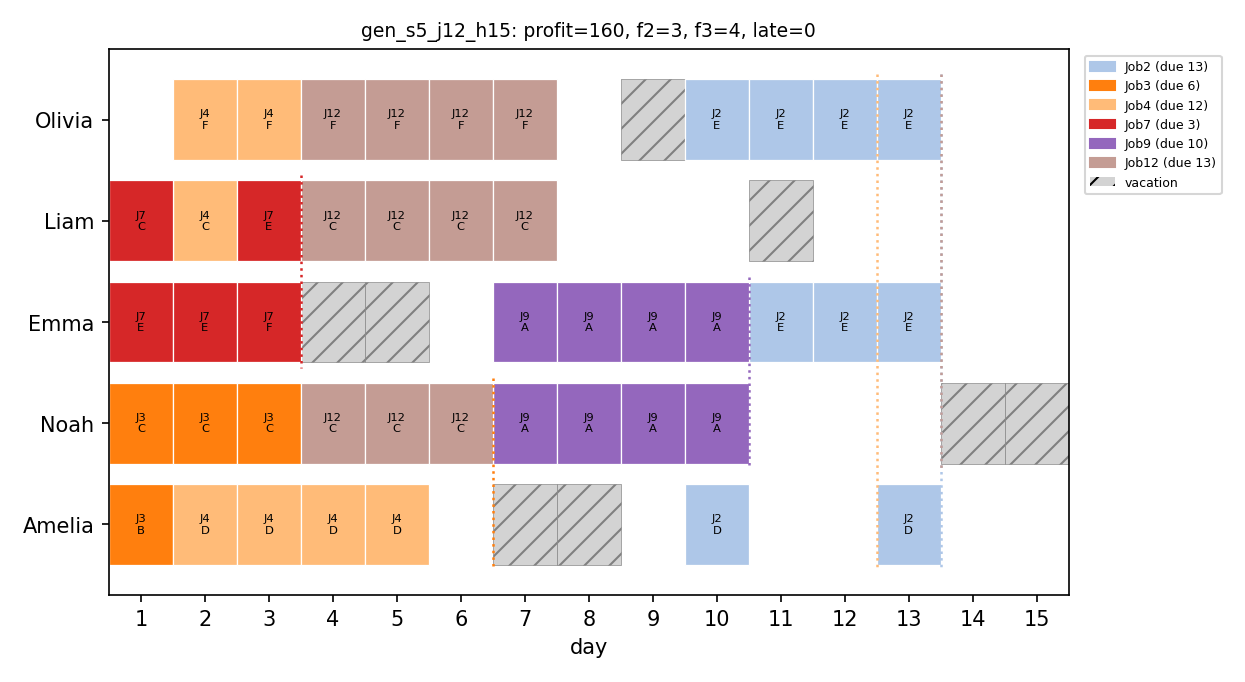 gen_s5_j12_h15: profit=160, f2=3, f3=4, late=0
Olivia
J4 J4 J12 J12 J12 J12 J2 J2 J2 J2
F F F F F F E E E E
Liam
J7 J4 J7 J12 J12 J12 J12
C C E C C C C
Emma
J7 J7 J7 J9 J9 J9 J9 J2 J2 J2
E E F A A A A E E E
Noah
J3 J3 J3 J12 J12 J12 J9 J9 J9 J9
C C C C C C A A A A
Amelia
J3 J4 J4 J4 J4 J2 J2
B D D D D D D
1 2 3 4 5 6 7 8 9 10 11 12 13 14 15
day
Job2 (due 13)
Job3 (due 6)
Job4 (due 12)
Job7 (due 3)
Job9 (due 10)
Job12 (due 13)
vacation